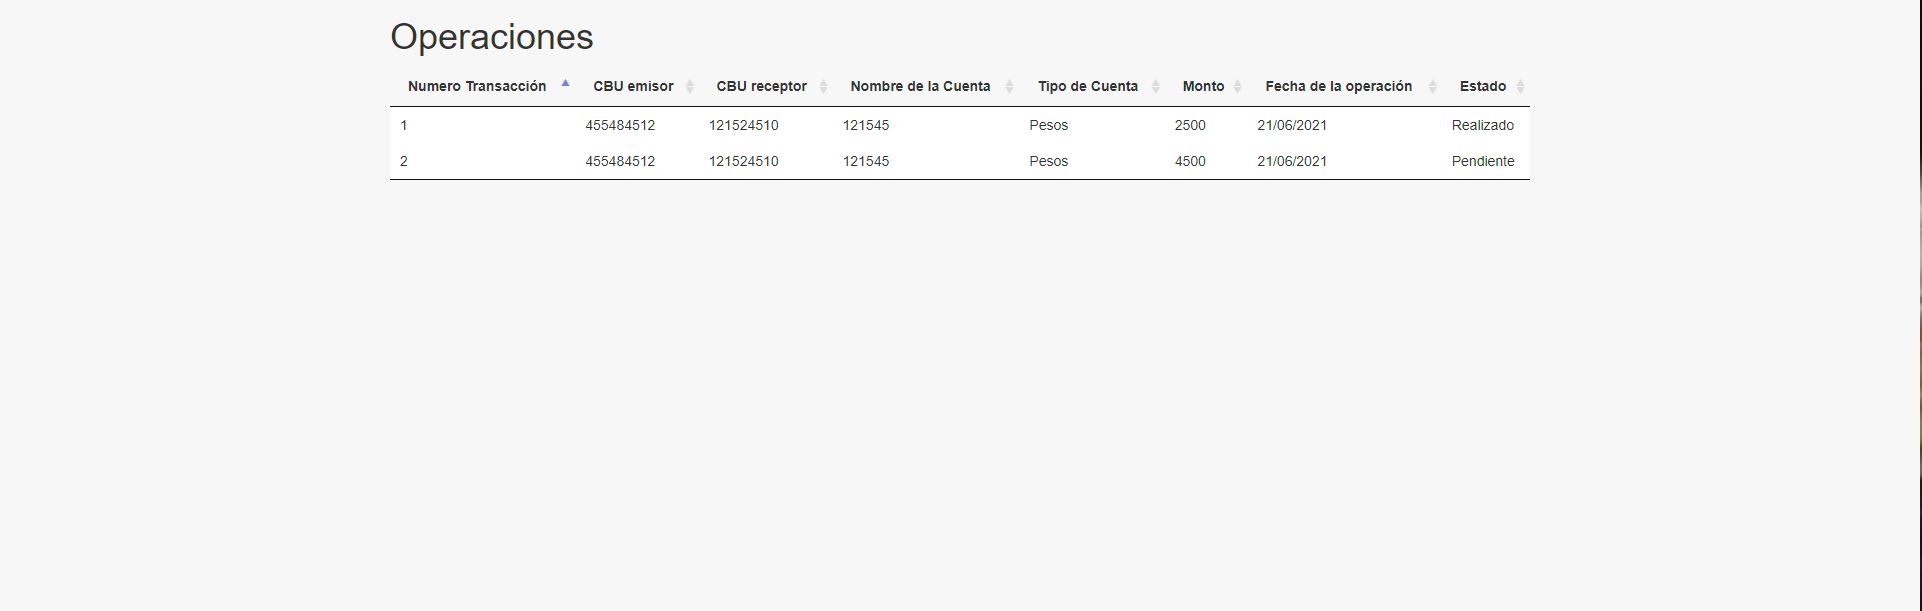 Operaciones
Numero Transacción CBU emisor CBU receptor Nombre de la Cuenta Tipo de Cuenta Monto Fecha de la operación Estado
1 455484512 121524510 121545 Pesos 2500 21/06/2021 Realizado
2 455484512 121524510 121545 Pesos 4500 21/06/2021 Pendiente